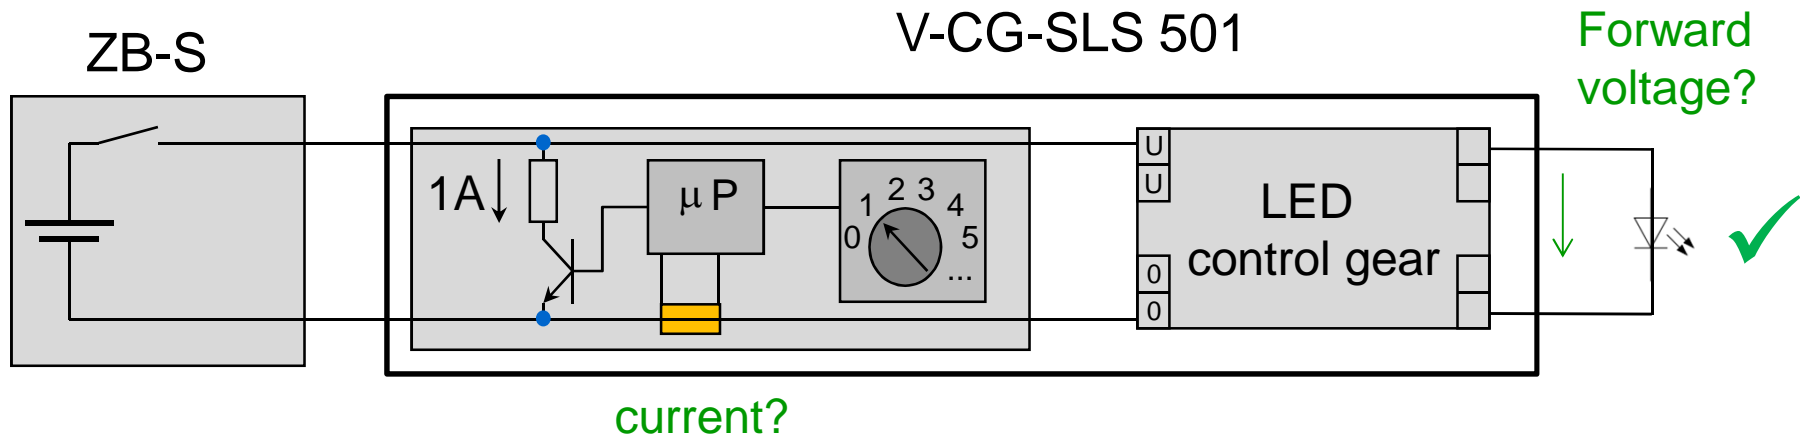 ZB-S
V-CG-SLS 501
Forward
voltage?
1A
μ P
0 1 2 3 4 5 ...
U
U
0
0
LED
control gear
current?